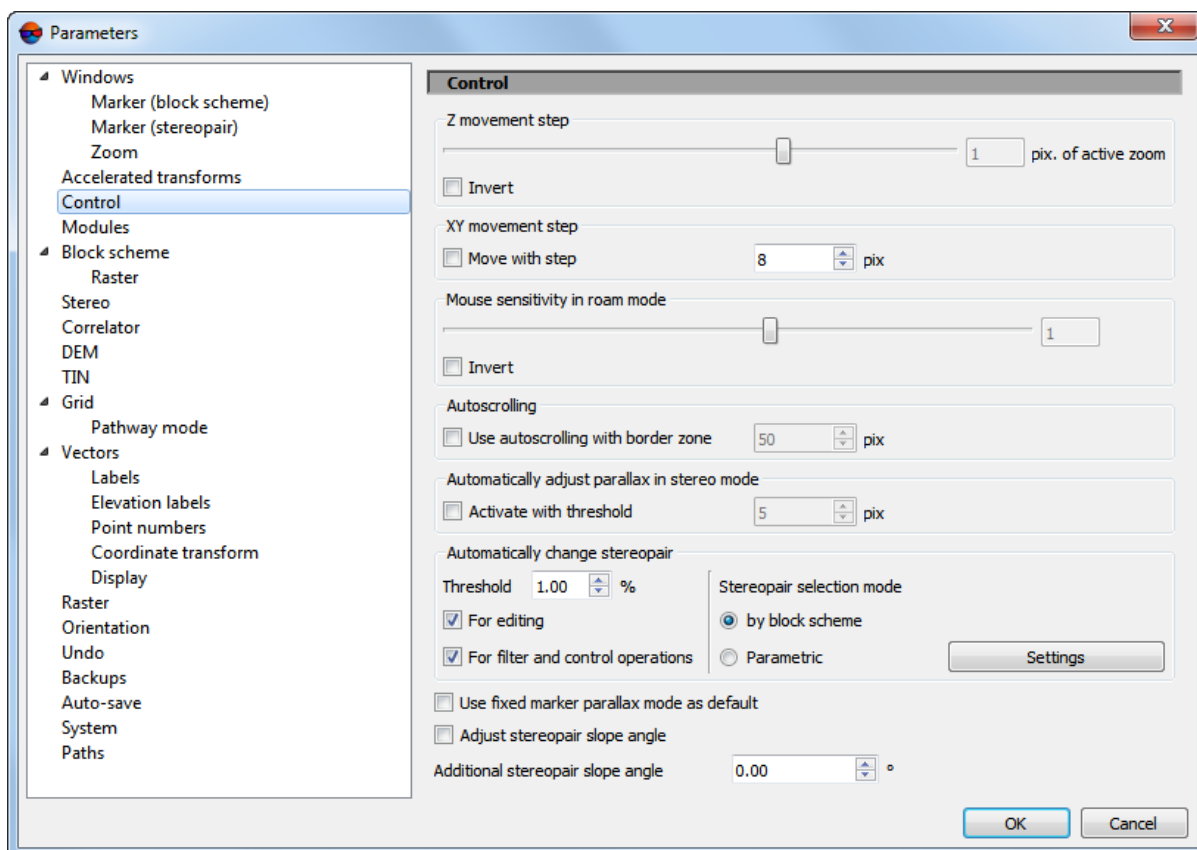 Parameters
Windows
Marker (block scheme)
Marker (stereopair)
Zoom
Accelerated transforms
Control
Modules
Block scheme
Raster
Stereo
Correlator
DEM
TIN
Grid
Pathway mode
Vectors
Labels
Elevation labels
Point numbers
Coordinate transform
Display
Raster
Orientation
Undo
Backups
Auto-save
System
Paths
Control
Z movement step
1 pix. of active zoom
Invert
XY movement step
Move with step 8 pix
Mouse sensitivity in roam mode
1
Invert
Autoscrolling
Use autoscrolling with border zone 50 pix
Automatically adjust parallax in stereo mode
Activate with threshold 5 pix
Automatically change stereopair
Threshold 1.00 % Stereopair selection mode
For editing by block scheme
For filter and control operations Parametric Settings
Use fixed marker parallax mode as default
Adjust stereopair slope angle
Additional stereopair slope angle 0.00 °
OK Cancel